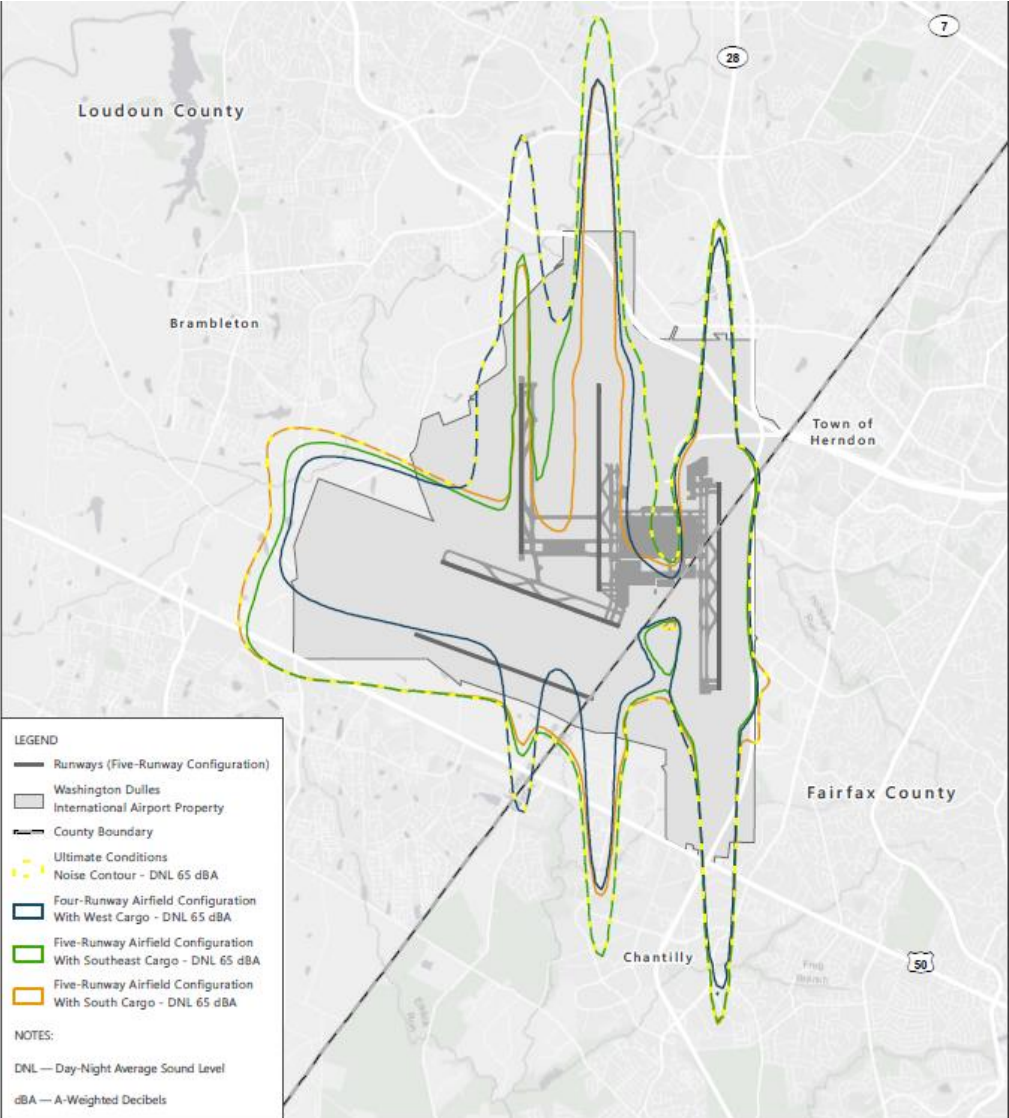 7
28
Loudoun County
Brambleton
Town of
Herndon
Fairfax County
Chantilly
50
LEGEND
Runways (Five-Runway Configuration)
Washington Dulles
International Airport Property
County Boundary
Ultimate Conditions
Noise Contour - DNL 65 dBA
Four-Runway Airfield Configuration
With West Cargo - DNL 65 dBA
Five-Runway Airfield Configuration
With Southeast Cargo - DNL 65 dBA
Five-Runway Airfield Configuration
With South Cargo - DNL 65 dBA
NOTES:
DNL — Day-Night Average Sound Level
dBA — A-Weighted Decibels